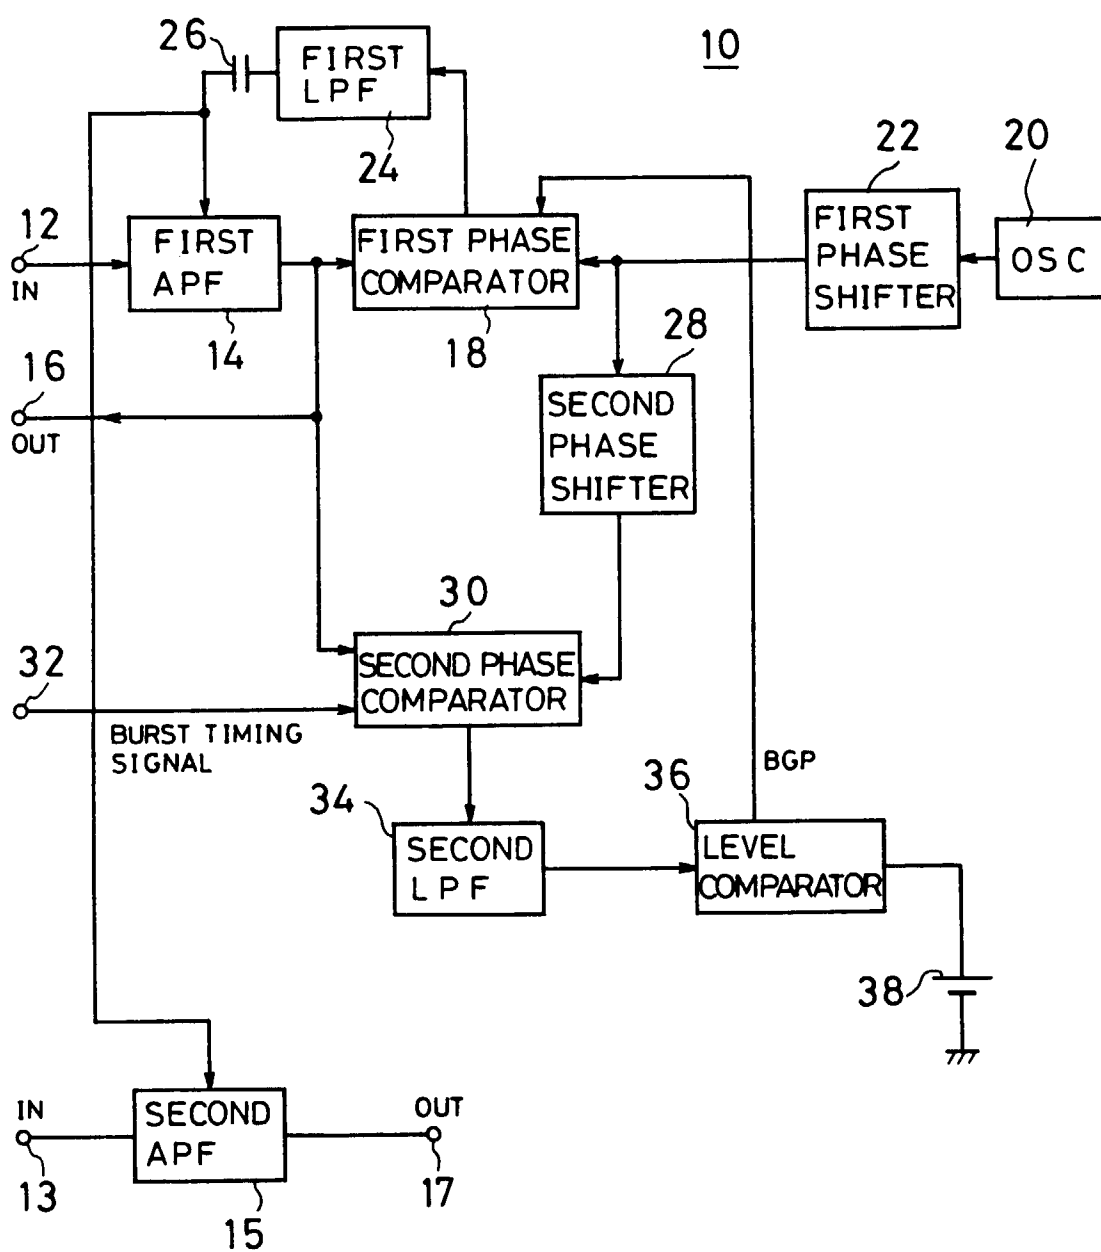 26
FIRST
LPF
24
10
22
20
12
IN
FIRST
APF
14
FIRST PHASE
COMPARATOR
18
FIRST
PHASE
SHIFTER
OSC
16
OUT
28
SECOND
PHASE
SHIFTER
30
SECOND PHASE
COMPARATOR
32
BURST TIMING
SIGNAL
34
SECOND
LPF
BGP
36
LEVEL
COMPARATOR
38
IN
13
SECOND
APF
15
OUT
17